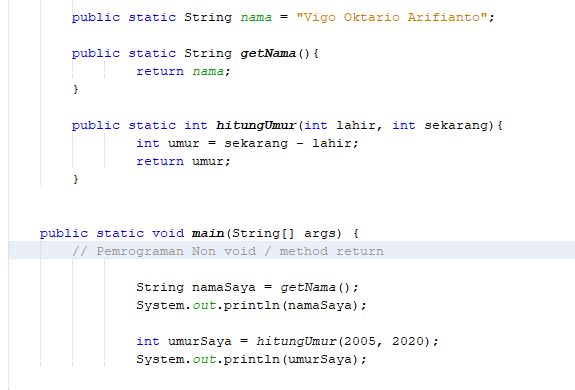 public static String nama = "Vigo Oktario Arifianto";
public static String getNama(){
return nama;
}
public static int hitungUmur(int lahir, int sekarang){
int umur = sekarang - lahir;
return umur;
}
public static void main(String[] args) {
// Pemrograman Non void / method return
String namaSaya = getNama();
System.out.println(namaSaya);
int umurSaya = hitungUmur(2005, 2020);
System.out.println(umurSaya);